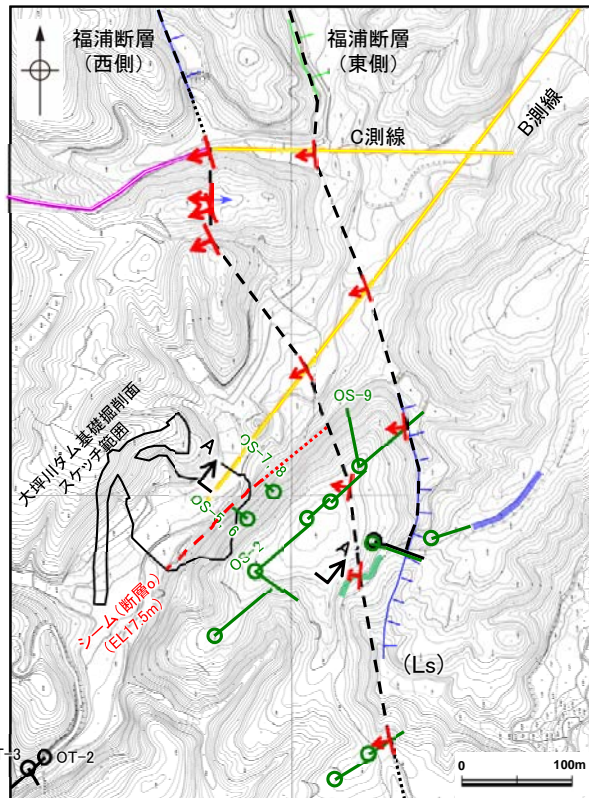 福浦断層
(西側)
福浦断層
(東側)
C測線
B測線
OS-9
大坪川ダム基礎掘削面
スケッチ範囲
A
OS-7, 8
OS-5, 6
OS-2
A'
シーム(断層o)
(EL17.5m)
(Ls)
-3
OT-2
0
100m